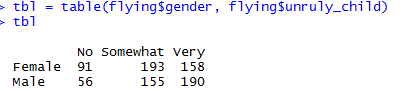 > tbl = table(flying$gender, flying$unruly_child)
> tbl
No Somewhat Very
Female 91 193 158
Male 56 155 190